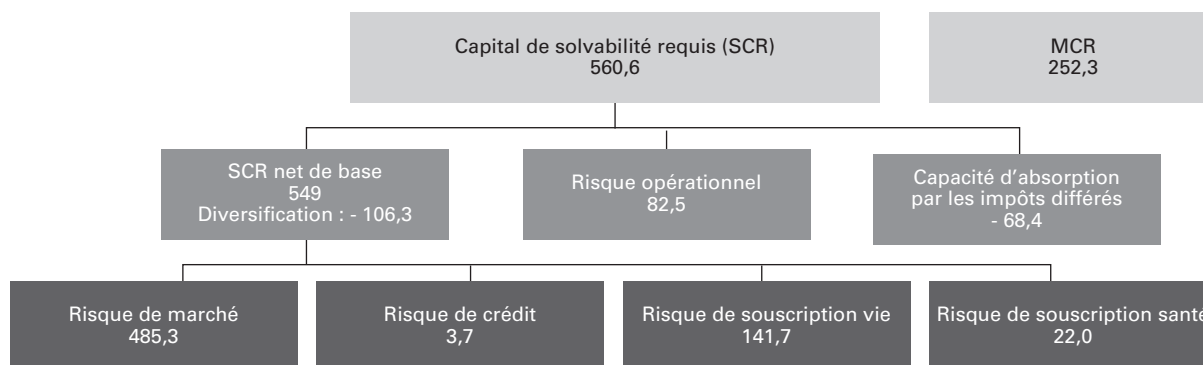 Capital de solvabilité requis (SCR)
560,6
MCR
252,3
SCR net de base
549
Diversification : - 106,3
Risque opérationnel
82,5
Capacité d’absorption
par les impôts différés
- 68,4
Risque de marché
485,3
Risque de crédit
3,7
Risque de souscription vie
141,7
Risque de souscription santé
22,0